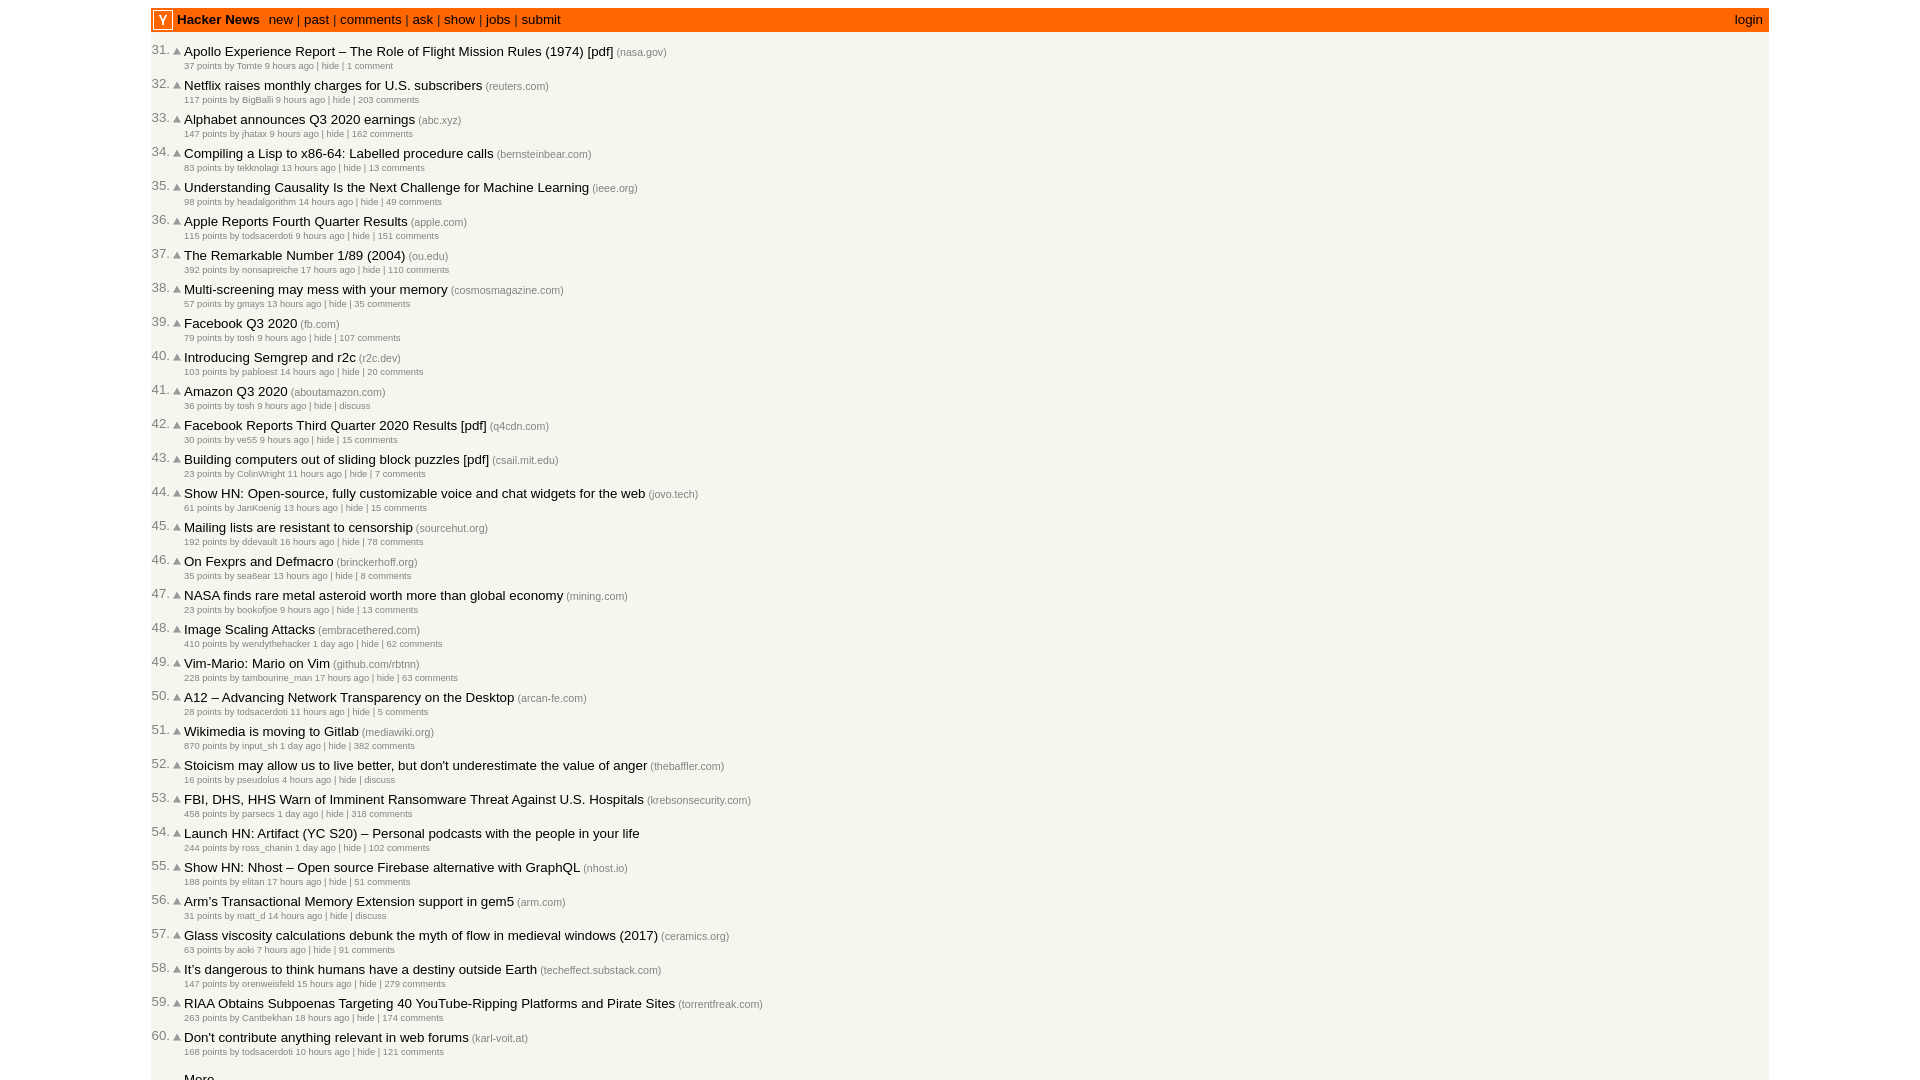 Y Hacker News new | past | comments | ask | show | jobs | submit login
31. Apollo Experience Report – The Role of Flight Mission Rules (1974) [pdf] (nasa.gov)
37 points by Tomte 9 hours ago | hide | 1 comment
32. Netflix raises monthly charges for U.S. subscribers (reuters.com)
117 points by BigBalli 9 hours ago | hide | 203 comments
33. Alphabet announces Q3 2020 earnings (abc.xyz)
147 points by jhatax 9 hours ago | hide | 162 comments
34. Compiling a Lisp to x86-64: Labelled procedure calls (bernsteinbear.com)
83 points by tekknolagi 13 hours ago | hide | 13 comments
35. Understanding Causality Is the Next Challenge for Machine Learning (ieee.org)
98 points by headalgorithm 14 hours ago | hide | 49 comments
36. Apple Reports Fourth Quarter Results (apple.com)
115 points by todsacerdoti 9 hours ago | hide | 151 comments
37. The Remarkable Number 1/89 (2004) (ou.edu)
392 points by nonsapreiche 17 hours ago | hide | 110 comments
38. Multi-screening may mess with your memory (cosmosmagazine.com)
57 points by gmays 13 hours ago | hide | 35 comments
39. Facebook Q3 2020 (fb.com)
79 points by tosh 9 hours ago | hide | 107 comments
40. Introducing Semgrep and r2c (r2c.dev)
103 points by pabloest 14 hours ago | hide | 20 comments
41. Amazon Q3 2020 (aboutamazon.com)
36 points by tosh 9 hours ago | hide | discuss
42. Facebook Reports Third Quarter 2020 Results [pdf] (q4cdn.com)
30 points by ve55 9 hours ago | hide | 15 comments
43. Building computers out of sliding block puzzles [pdf] (csail.mit.edu)
23 points by ColinWright 11 hours ago | hide | 7 comments
44. Show HN: Open-source, fully customizable voice and chat widgets for the web (jovo.tech)
61 points by JanKoenig 13 hours ago | hide | 15 comments
45. Mailing lists are resistant to censorship (sourcehut.org)
192 points by ddevault 16 hours ago | hide | 78 comments
46. On Fexprs and Defmacro (brinckerhoff.org)
35 points by sea6ear 13 hours ago | hide | 8 comments
47. NASA finds rare metal asteroid worth more than global economy (mining.com)
23 points by bookofjoe 9 hours ago | hide | 13 comments
48. Image Scaling Attacks (embracethered.com)
410 points by wendythehacker 1 day ago | hide | 62 comments
49. Vim-Mario: Mario on Vim (github.com/rbtnn)
228 points by tambourine_man 17 hours ago | hide | 63 comments
50. A12 – Advancing Network Transparency on the Desktop (arcan-fe.com)
28 points by todsacerdoti 11 hours ago | hide | 5 comments
51. Wikimedia is moving to Gitlab (mediawiki.org)
870 points by input_sh 1 day ago | hide | 382 comments
52. Stoicism may allow us to live better, but don't underestimate the value of anger (thebaffler.com)
16 points by pseudolus 4 hours ago | hide | discuss
53. FBI, DHS, HHS Warn of Imminent Ransomware Threat Against U.S. Hospitals (krebsonsecurity.com)
458 points by parsecs 1 day ago | hide | 318 comments
54. Launch HN: Artifact (YC S20) – Personal podcasts with the people in your life
244 points by ross_chanin 1 day ago | hide | 102 comments
55. Show HN: Nhost – Open source Firebase alternative with GraphQL (nhost.io)
188 points by elitan 17 hours ago | hide | 51 comments
56. Arm’s Transactional Memory Extension support in gem5 (arm.com)
31 points by matt_d 14 hours ago | hide | discuss
57. Glass viscosity calculations debunk the myth of flow in medieval windows (2017) (ceramics.org)
63 points by aoki 7 hours ago | hide | 91 comments
58. It’s dangerous to think humans have a destiny outside Earth (techeffect.substack.com)
147 points by orenweisfeld 15 hours ago | hide | 279 comments
59. RIAA Obtains Subpoenas Targeting 40 YouTube-Ripping Platforms and Pirate Sites (torrentfreak.com)
263 points by Cantbekhan 18 hours ago | hide | 174 comments
60. Don't contribute anything relevant in web forums (karl-voit.at)
168 points by todsacerdoti 10 hours ago | hide | 121 comments
More